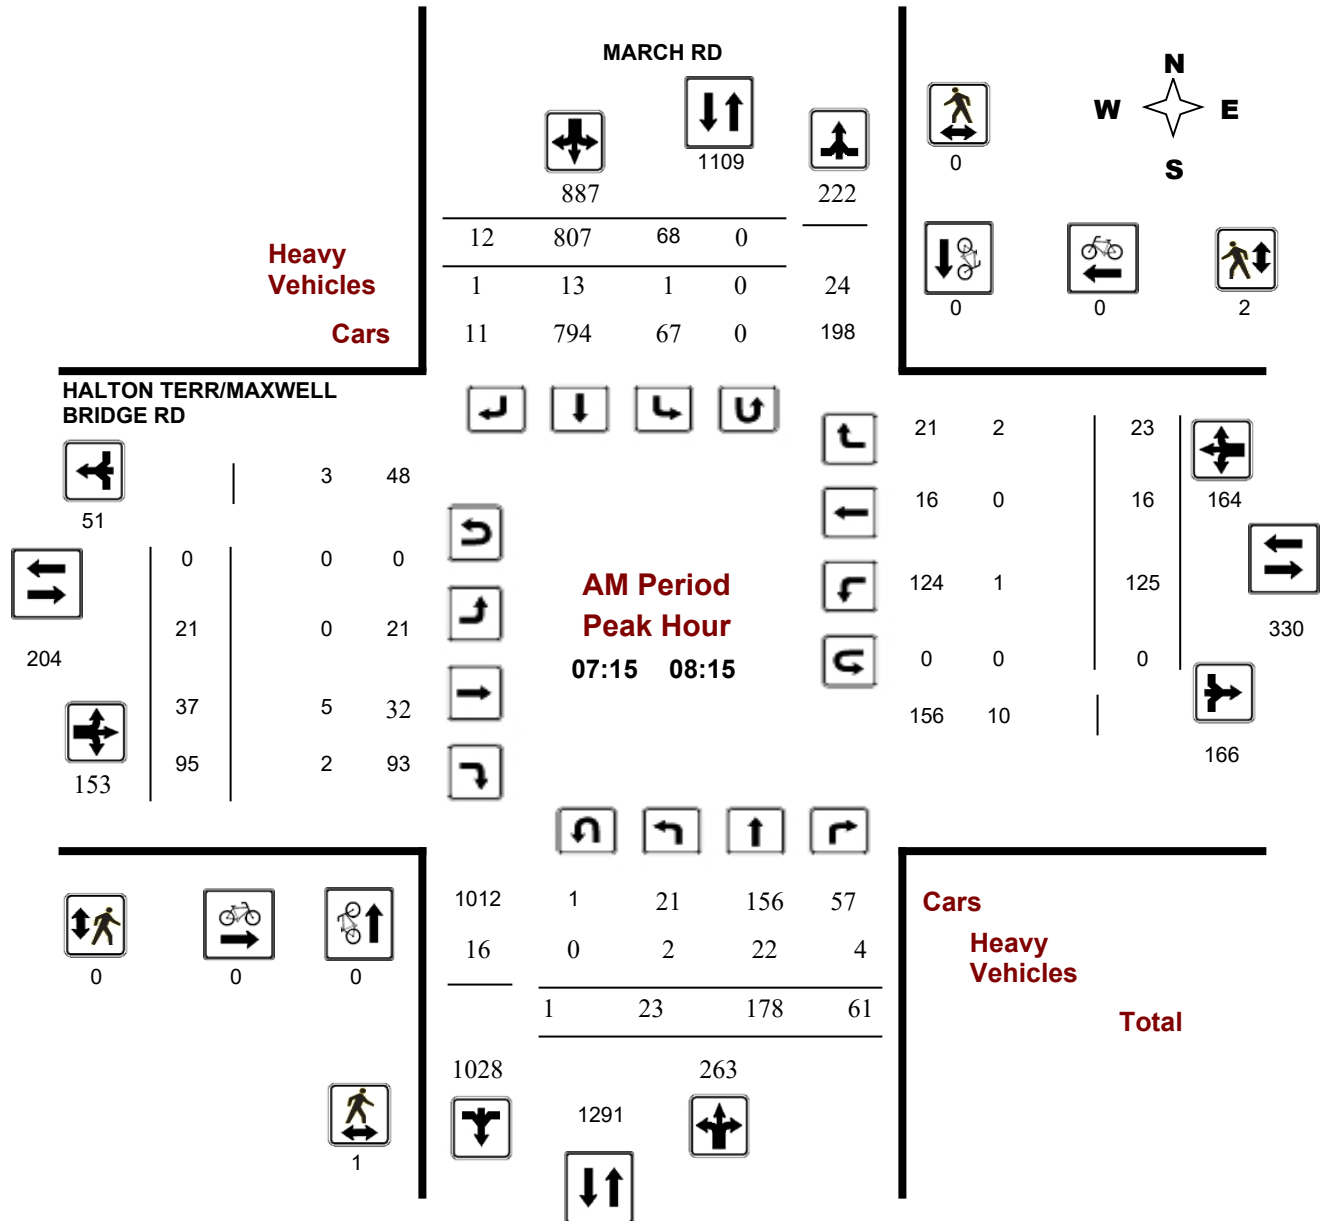 MARCH RD
N
W E
S
1109
0
887 222
12 807 68 0
Heavy
Vehicles
1 13 1 0 24
Cars
11 794 67 0 198
0 0 2
HALTON TERR/MAXWELL
BRIDGE RD
21 2 23
3 48
51
16 0 16 164
0 0 0
AM Period
Peak Hour
07:15 08:15
124 1 125
330
21 0 21
204
0 0 0
37 5 32
156 10
166
95 2 93
153
1012 1 21 156 57
Cars
16 0 2 22 4
Heavy
Vehicles
0 0 0
1 23 178 61
Total
1028 263
1291
1